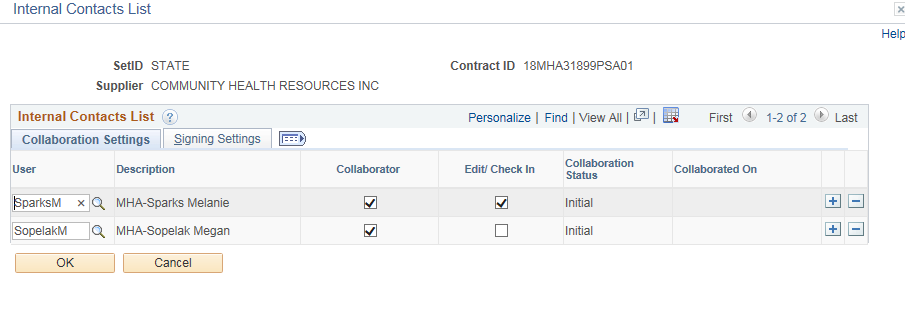 Internal Contacts List
Help
SetID STATE Contract ID 18MHA31899PSA01
Supplier COMMUNITY HEALTH RESOURCES INC
Internal Contacts List ? Personalize | Find | View All | | First 1-2 of 2 Last
Collaboration Settings Signing Settings
User Description Collaborator Edit/ Check In Collaboration Status Collaborated On
SparksM × MHA-Sparks Melanie Initial + −
SopelakM MHA-Sopelak Megan Initial + −
OK Cancel